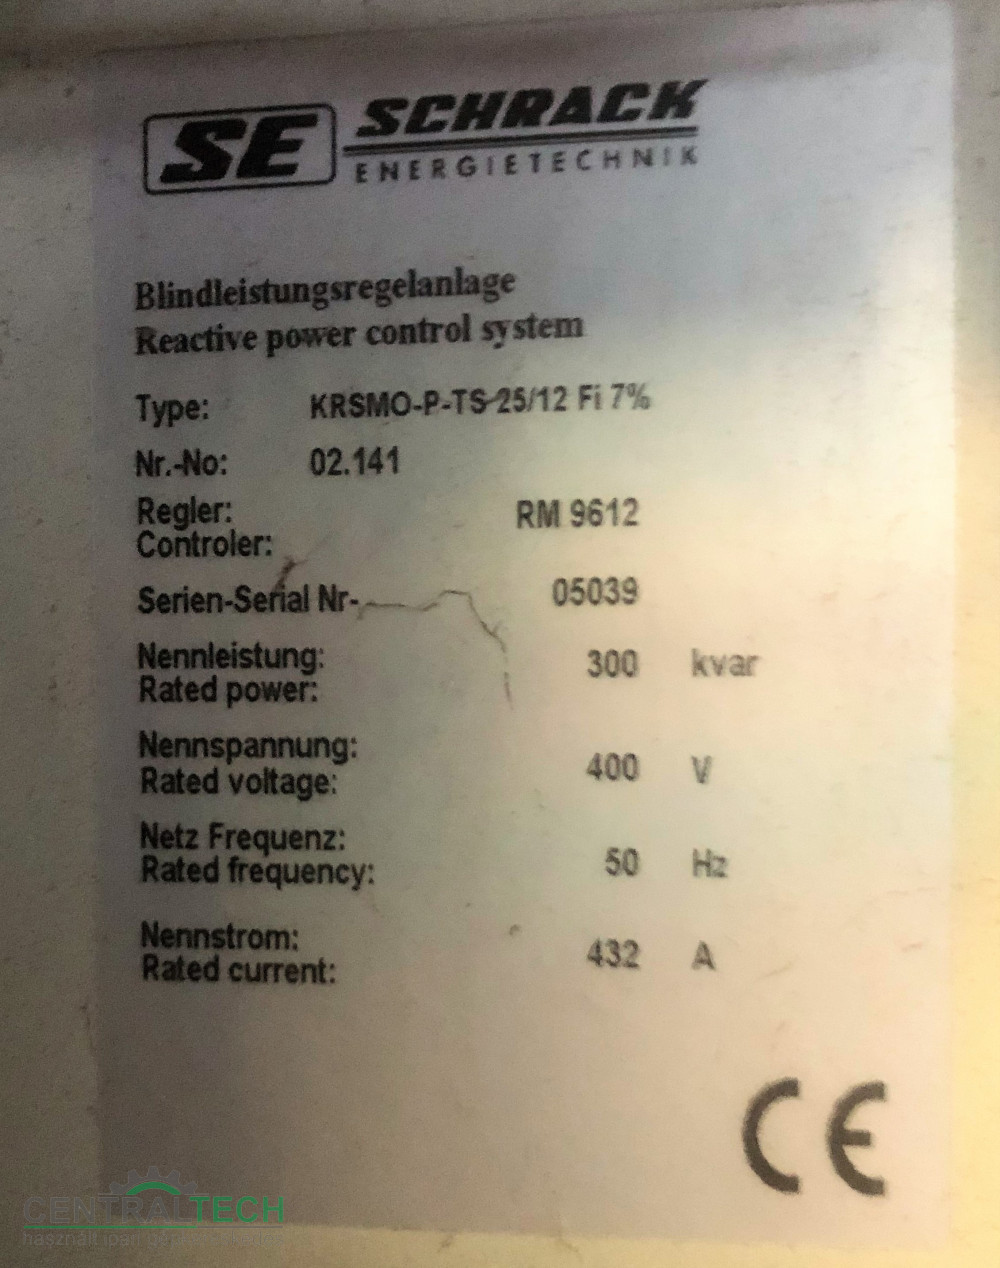 SE SCHRACK
ENERGIETECHNIK
Blindleistungsregelanlage
Reactive power control system
Type: KRSMO-P-TS-25/12 Fi 7%
Nr.-No: 02.141
Regler:
Controler: RM 9612
Serien-Serial Nr- 05039
Nennleistung:
Rated power: 300 kvar
Nennspannung:
Rated voltage: 400 V
Netz Frequenz:
Rated frequency: 50 Hz
Nennstrom:
Rated current: 432 A
CE
CENTRALTECH
használt ipari